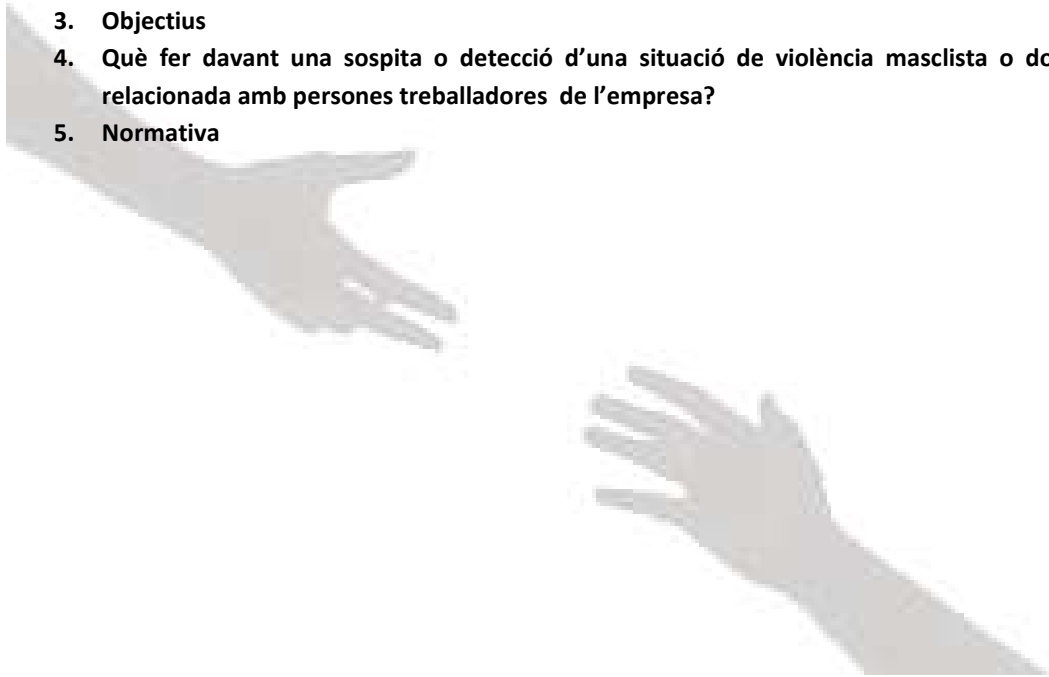 3. Objectius
4. Què fer davant una sospita o detecció d’una situació de violència masclista o do
relacionada amb persones treballadores de l’empresa?
5. Normativa